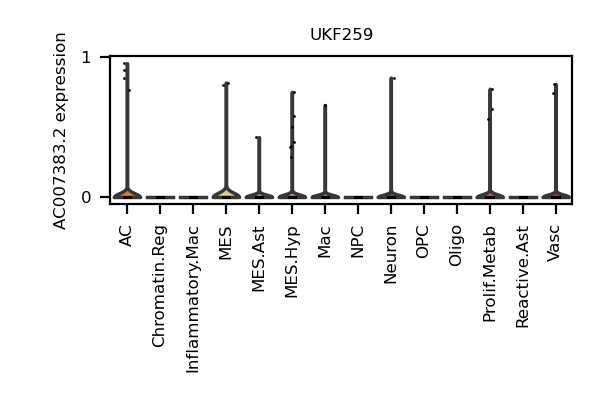 UKF259
AC007383.2 expression
1
0
AC
Chromatin.Reg
Inflammatory.Mac
MES
MES.Ast
MES.Hyp
Mac
NPC
Neuron
OPC
Oligo
Prolif.Metab
Reactive.Ast
Vasc